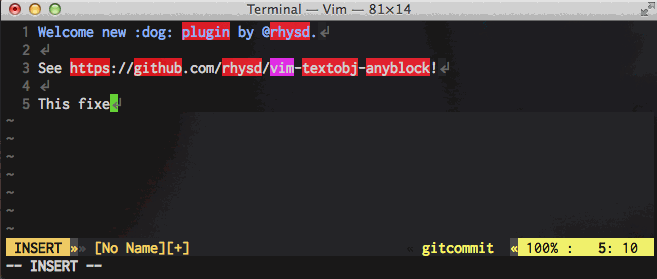 Terminal — Vim — 81×14
1 Welcome new :dog: plugin by @rhysd.↲
2 ↲
3 See https://github.com/rhysd/vim-textobj-anyblock!↲
4 ↲
5 This fixe↲
~
~
~
~
~
~
~
INSERT » » [No Name][+] « gitcommit « 100% : 5: 10
-- INSERT --